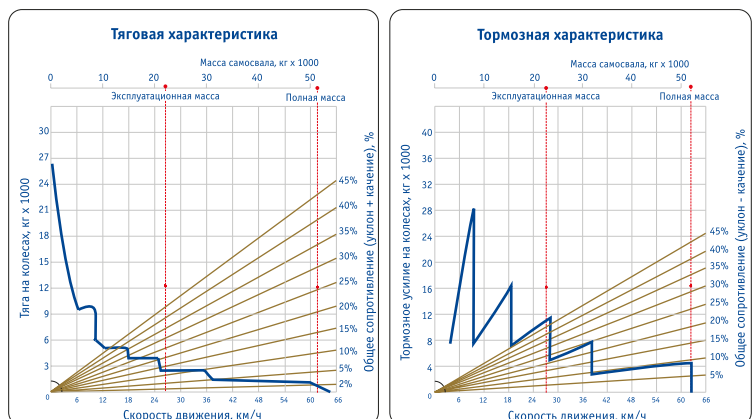 Тяговая характеристика
Масса самосвала, кг х 1000
0 10 20 30 40 50
Эксплуатационная масса
Полная масса
Тяга на колесах, кг х 1000
30
27
24
21
18
15
12
9
6
3
0
45%
40%
35%
30%
25%
20%
15%
10%
5%
2%
Общее сопротивление (уклон + качение), %
6 12 18 24 30 36 42 48 54 60 66
Скорость движения, км/ч
Тормозная характеристика
Масса самосвала, кг х 1000
0 10 20 30 40 50
Эксплуатационная масса
Полная масса
Тормозное усилие на колесах, кг х 1000
40
36
32
28
24
20
16
12
8
4
0
45%
40%
35%
30%
25%
20%
15%
10%
5%
Общее сопротивление (уклон - качение), %
6 12 18 24 30 36 42 48 54 60 66
Скорость движения, км/ч